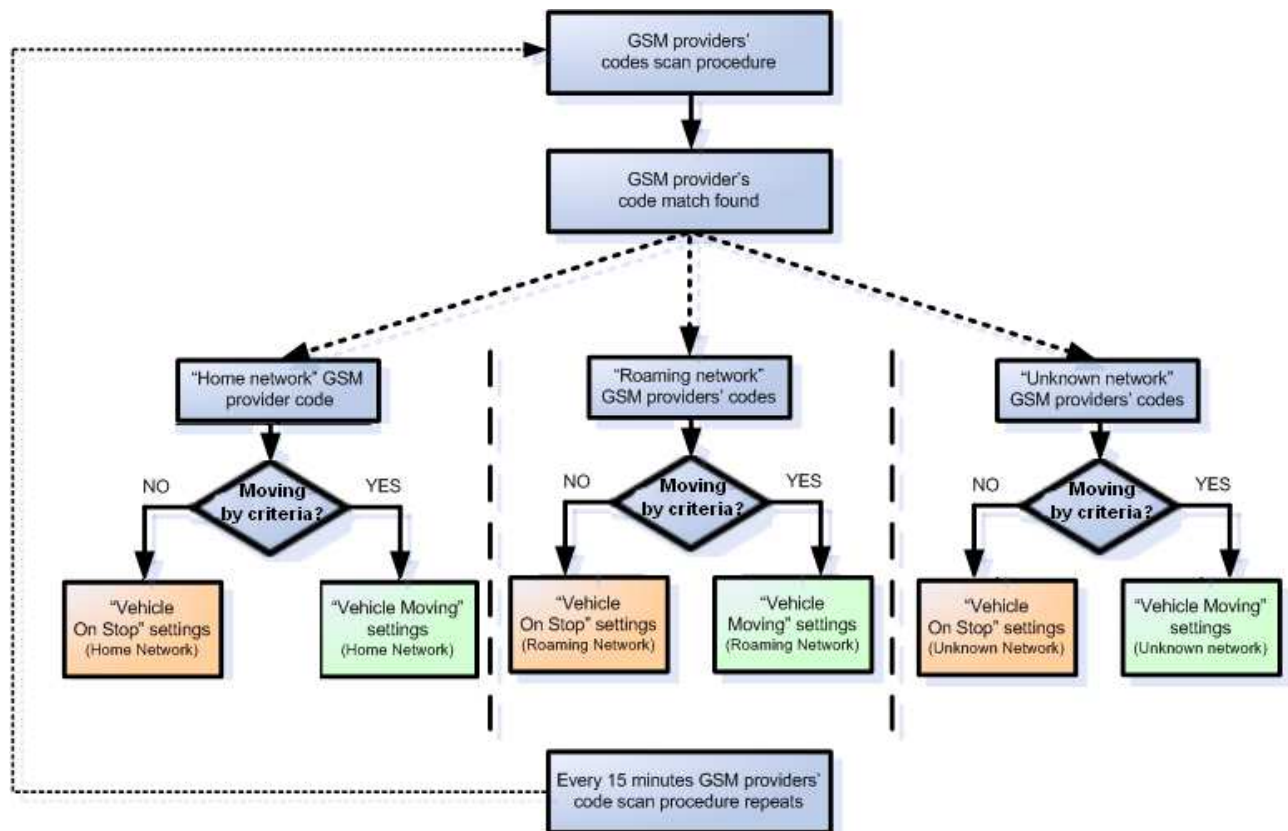 GSM providers'
codes scan procedure
GSM provider's
code match found
"Home network" GSM
provider code
"Roaming network"
GSM providers' codes
"Unknown network"
GSM providers' codes
NO
Moving
by criteria?
YES
NO
Moving
by criteria?
YES
NO
Moving
by criteria?
YES
"Vehicle
On Stop" settings
(Home Network)
"Vehicle Moving"
settings
(Home Network)
"Vehicle
On Stop" settings
(Roaming Network)
"Vehicle
Moving" settings
(Roaming Network)
"Vehicle
On Stop" settings
(Unknown Network)
"Vehicle Moving"
settings
(Unknown network)
Every 15 minutes GSM providers'
code scan procedure repeats